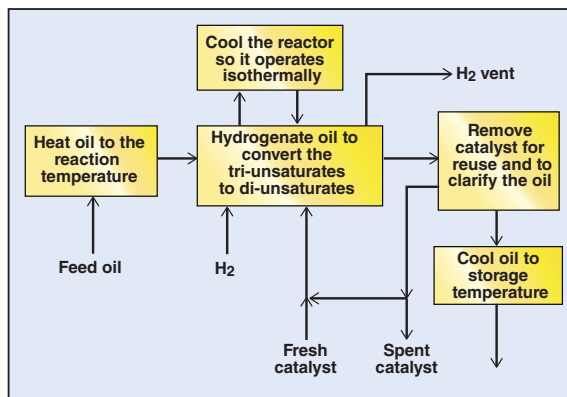 Cool the reactor
so it operates
isothermally
H₂ vent
Heat oil to the
reaction
temperature
Hydrogenate oil to
convert the
tri-unsaturates
to di-unsaturates
Remove
catalyst for
reuse and to
clarify the oil
Feed oil
H₂
Cool oil to
storage
temperature
Fresh
catalyst
Spent
catalyst